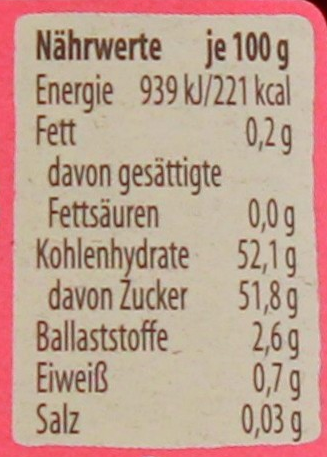 Nährwerte je 100 g
Energie 939 kJ/221 kcal
Fett 0,2 g
davon gesättigte
Fettsäuren 0,0 g
Kohlenhydrate 52,1 g
davon Zucker 51,8 g
Ballaststoffe 2,6 g
Eiweiß 0,7 g
Salz 0,03 g